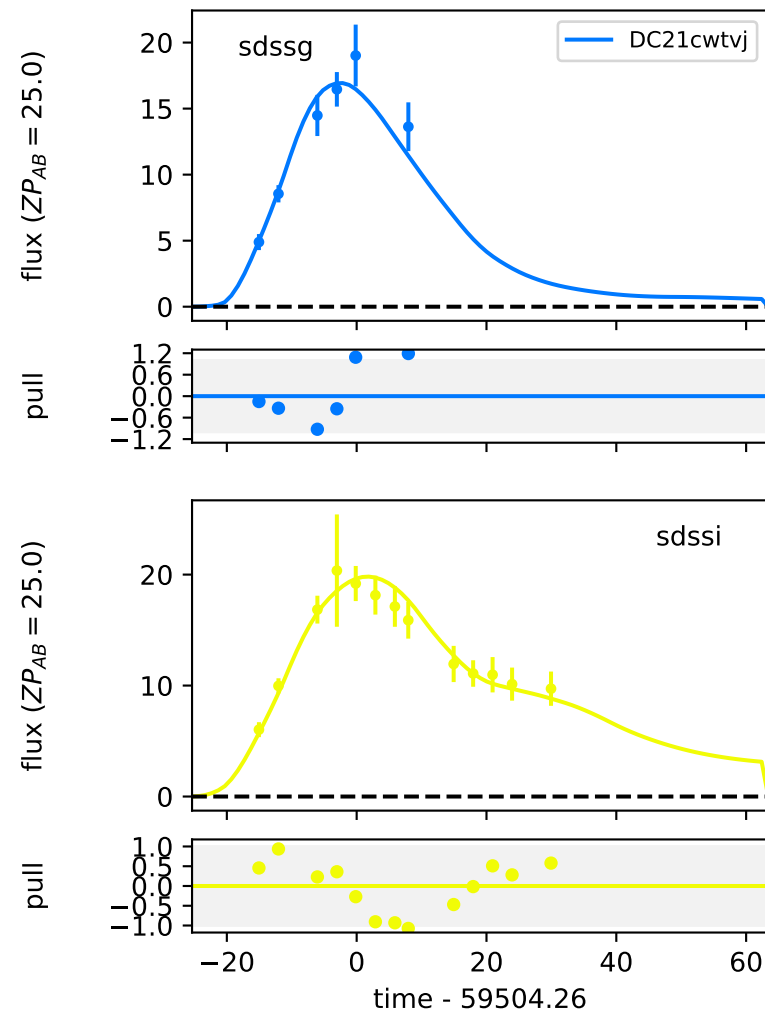 sdssg
DC21cwtvj
flux (ZP_AB = 25.0)
20
15
10
5
0
pull
1.2
0.6
0.0
−0.6
−1.2
sdssi
flux (ZP_AB = 25.0)
20
10
0
pull
1.0
0.5
0.0
−0.5
−1.0
−20 0 20 40 60
time - 59504.26